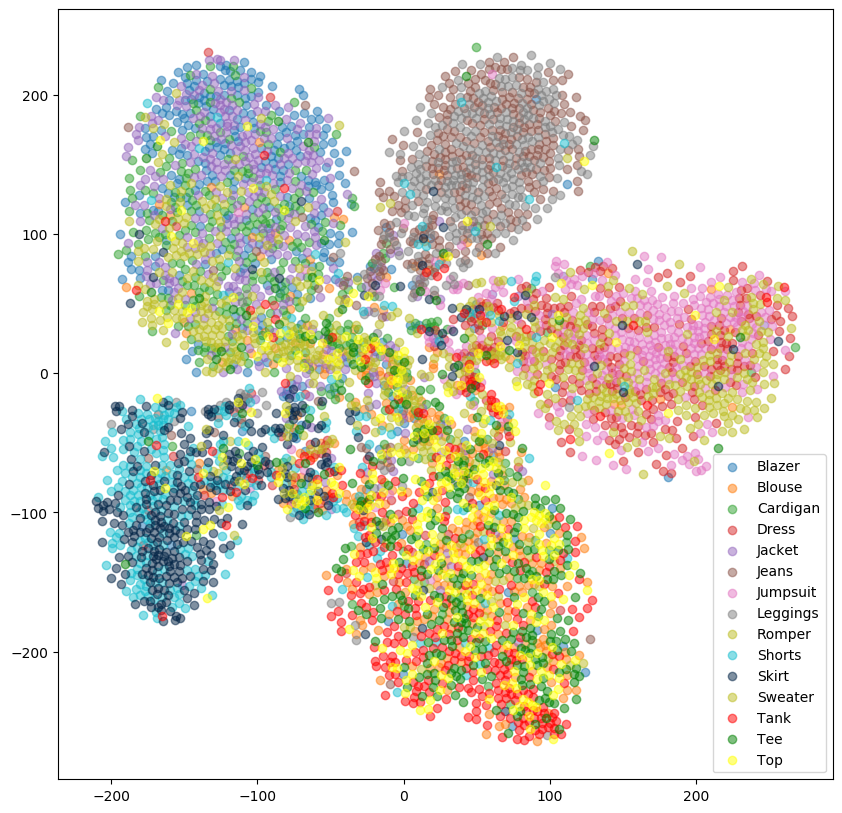 200
100
0
−100
−200
−200
−100
0
100
200
Blazer
Blouse
Cardigan
Dress
Jacket
Jeans
Jumpsuit
Leggings
Romper
Shorts
Skirt
Sweater
Tank
Tee
Top